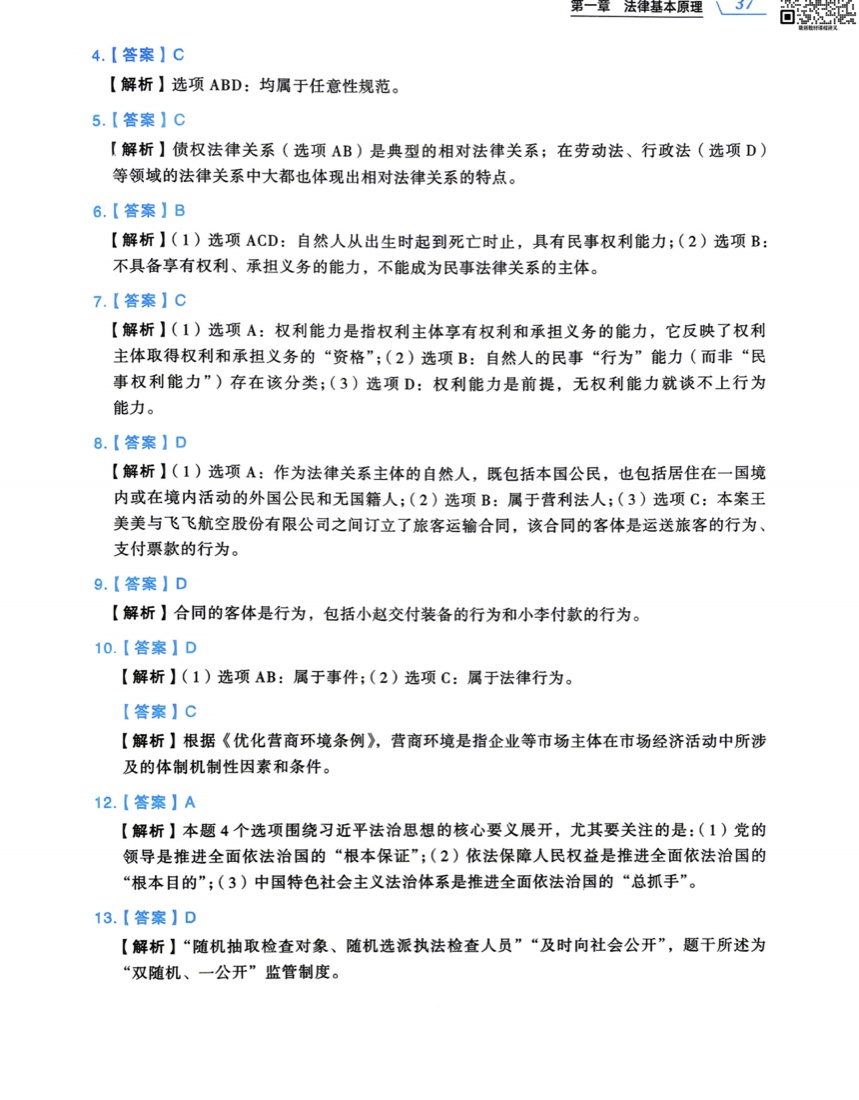 第一章 法律基本原理 37
4.【答案】C
【解析】选项 ABD：均属于任意性规范。
5.【答案】C
【解析】债权法律关系（选项 AB）是典型的相对法律关系；在劳动法、行政法（选项 D）
等领域的法律关系中大都也体现出相对法律关系的特点。
6.【答案】B
【解析】（1）选项 ACD：自然人从出生时起到死亡时止，具有民事权利能力；（2）选项 B：
不具备享有权利、承担义务的能力，不能成为民事法律关系的主体。
7.【答案】C
【解析】（1）选项 A：权利能力是指权利主体享有权利和承担义务的能力，它反映了权利
主体取得权利和承担义务的“资格”；（2）选项 B：自然人的民事“行为”能力（而非“民
事权利能力”）存在该分类；（3）选项 D：权利能力是前提，无权利能力就谈不上行为
能力。
8.【答案】D
【解析】（1）选项 A：作为法律关系主体的自然人，既包括本国公民，也包括居住在一国境
内或在境内活动的外国公民和无国籍人；（2）选项 B：属于营利法人；（3）选项 C：本案王
美美与飞飞航空股份有限公司之间订立了旅客运输合同，该合同的客体是运送旅客的行为、
支付票款的行为。
9.【答案】D
【解析】合同的客体是行为，包括小赵交付装备的行为和小李付款的行为。
10.【答案】D
【解析】（1）选项 AB：属于事件；（2）选项 C：属于法律行为。
【答案】C
【解析】根据《优化营商环境条例》，营商环境是指企业等市场主体在市场经济活动中所涉
及的体制机制性因素和条件。
12.【答案】A
【解析】本题 4 个选项围绕习近平法治思想的核心要义展开，尤其要关注的是：（1）党的
领导是推进全面依法治国的“根本保证”；（2）依法保障人民权益是推进全面依法治国的
“根本目的”；（3）中国特色社会主义法治体系是推进全面依法治国的“总抓手”。
13.【答案】D
【解析】“随机抽取检查对象、随机选派执法检查人员”“及时向社会公开”，题干所述为
“双随机、一公开”监管制度。